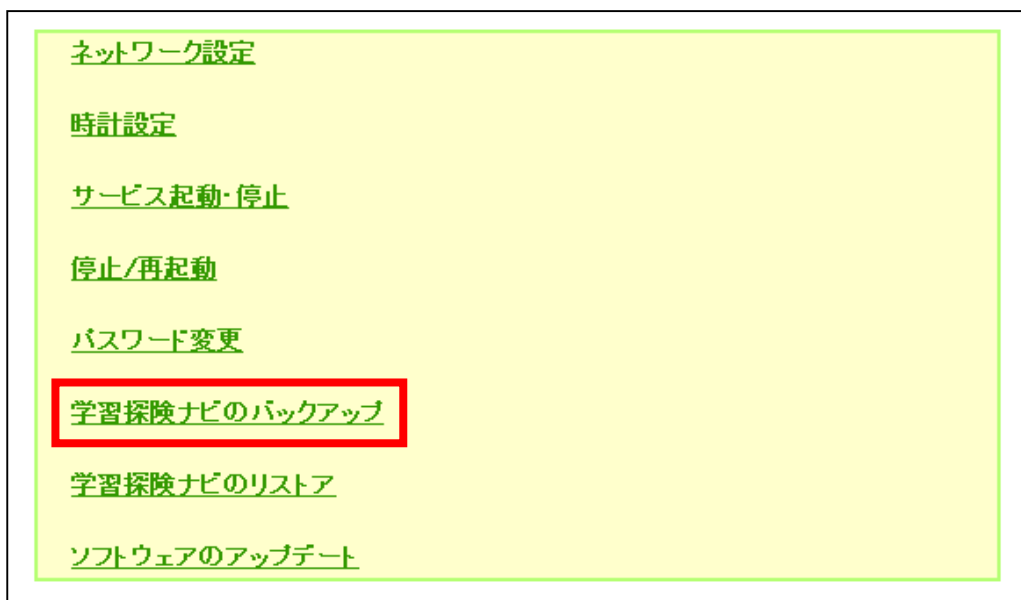 ネットワーク設定
時計設定
サービス起動・停止
停止/再起動
パスワード変更
学習探険ナビのバックアップ
学習探険ナビのリストア
ソフトウェアのアップデート